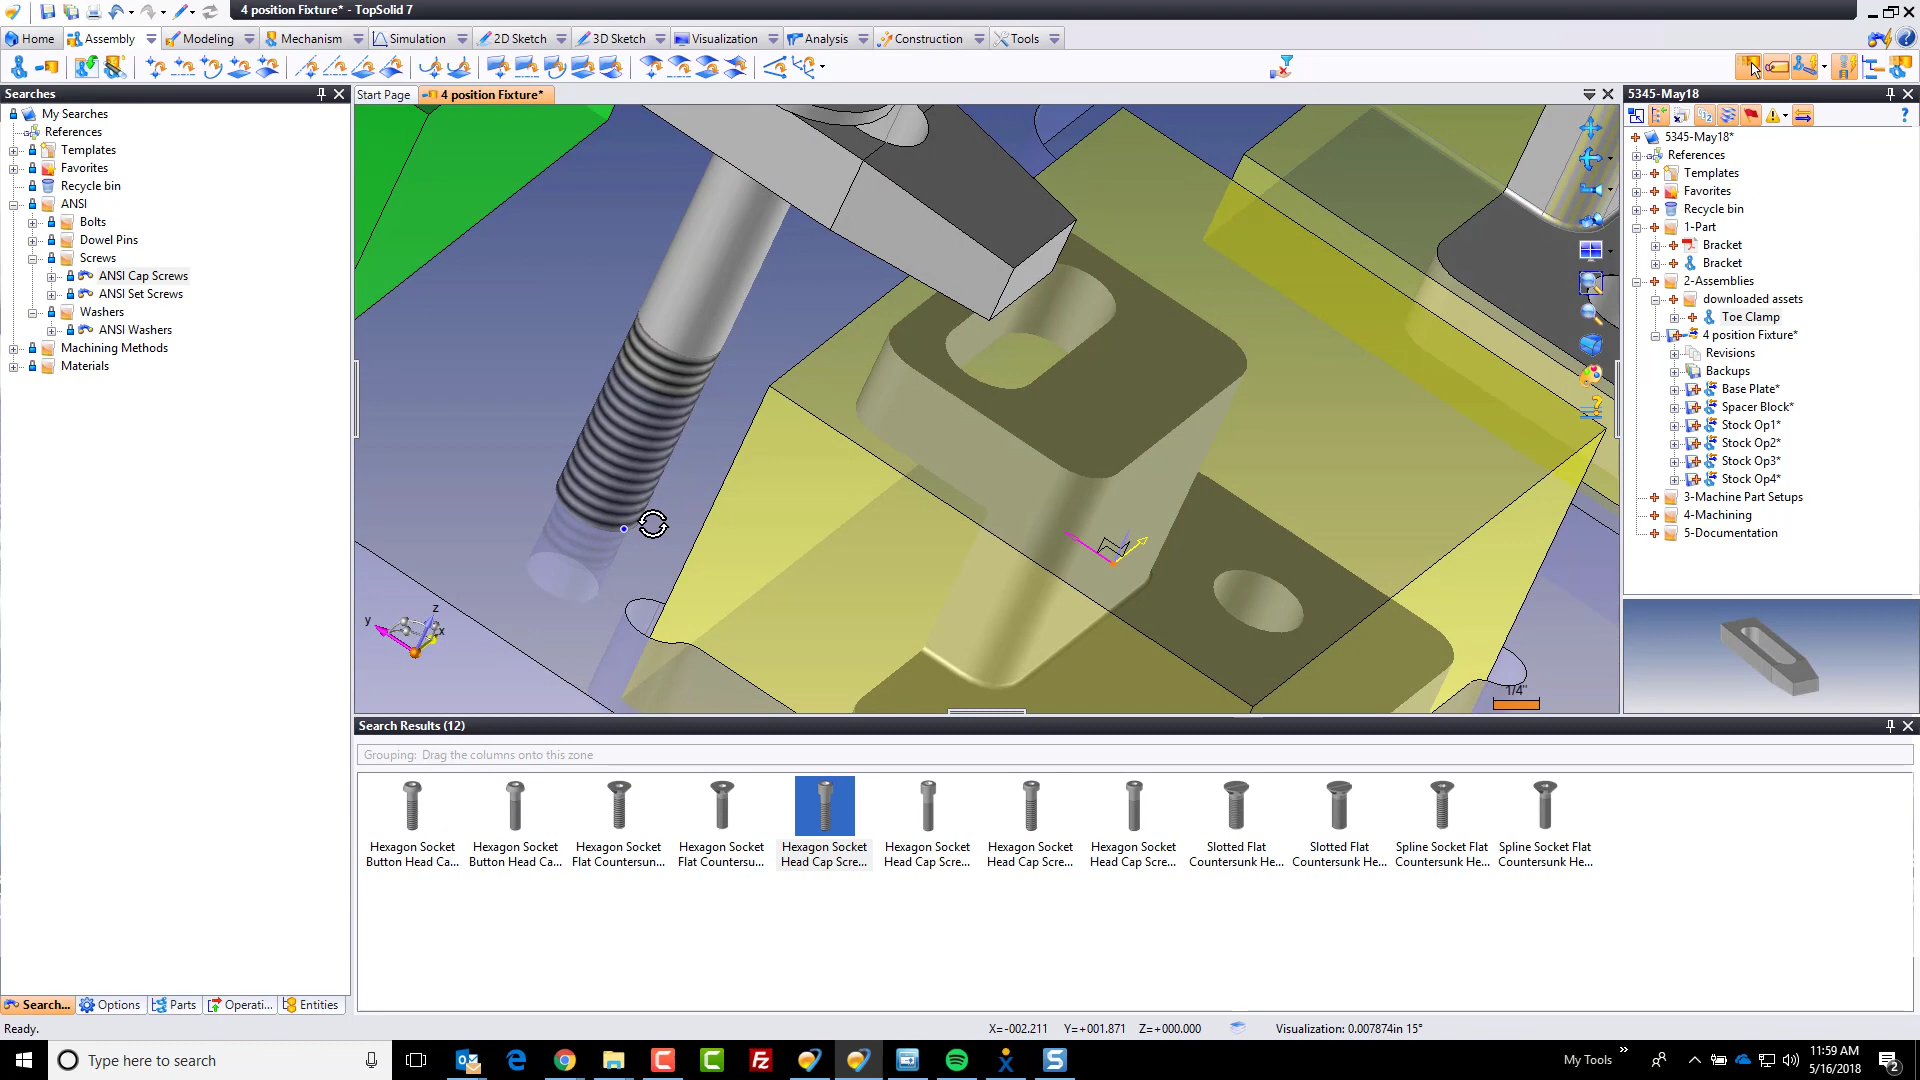 4 position Fixture* - TopSolid 7
Home Assembly Modeling Mechanism Simulation 2D Sketch 3D Sketch Visualization Analysis Construction Tools
Searches
My Searches
References
Templates
Favorites
Recycle bin
ANSI
Bolts
Dowel Pins
Screws
ANSI Cap Screws
ANSI Set Screws
Washers
ANSI Washers
Machining Methods
Materials
Search... Options Parts Operati... Entities
Start Page 4 position Fixture*
z
y
x
1/4"
5345-May18
5345-May18*
References
Templates
Favorites
Recycle bin
1-Part
Bracket
Bracket
2-Assemblies
downloaded assets
Toe Clamp
4 position Fixture*
Revisions
Backups
Base Plate*
Spacer Block*
Stock Op1*
Stock Op2*
Stock Op3*
Stock Op4*
3-Machine Part Setups
4-Machining
5-Documentation
Search Results (12)
Grouping: Drag the columns onto this zone
Hexagon Socket Button Head Ca...
Hexagon Socket Button Head Ca...
Hexagon Socket Flat Countersun...
Hexagon Socket Flat Countersu...
Hexagon Socket Head Cap Scre...
Hexagon Socket Head Cap Scre...
Hexagon Socket Head Cap Scre...
Hexagon Socket Head Cap Scre...
Slotted Flat Countersunk He...
Slotted Flat Countersunk He...
Spline Socket Flat Countersunk He...
Spline Socket Flat Countersunk He...
Ready.
X=-002.211 Y=+001.871 Z=+000.000 Visualization: 0.007874in 15°
Type here to search
My Tools
11:59 AM
5/16/2018
2